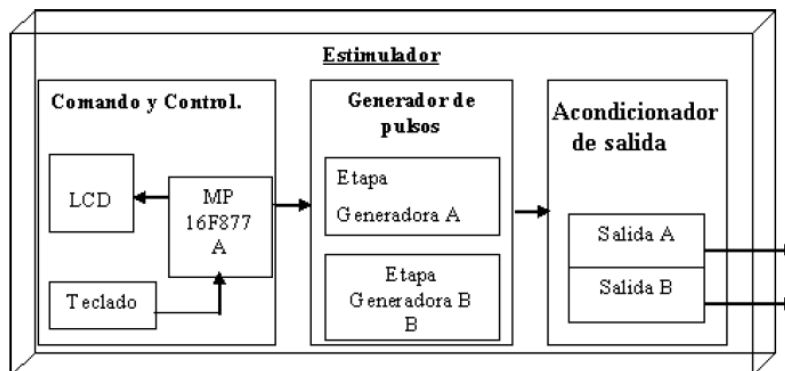 Estimulador
Comando y Control.
LCD
MP
16F877
A
Teclado
Generador de
pulsos
Etapa
Generadora A
Etapa
Generadora B
B
Acondicionador
de salida
Salida A
Salida B